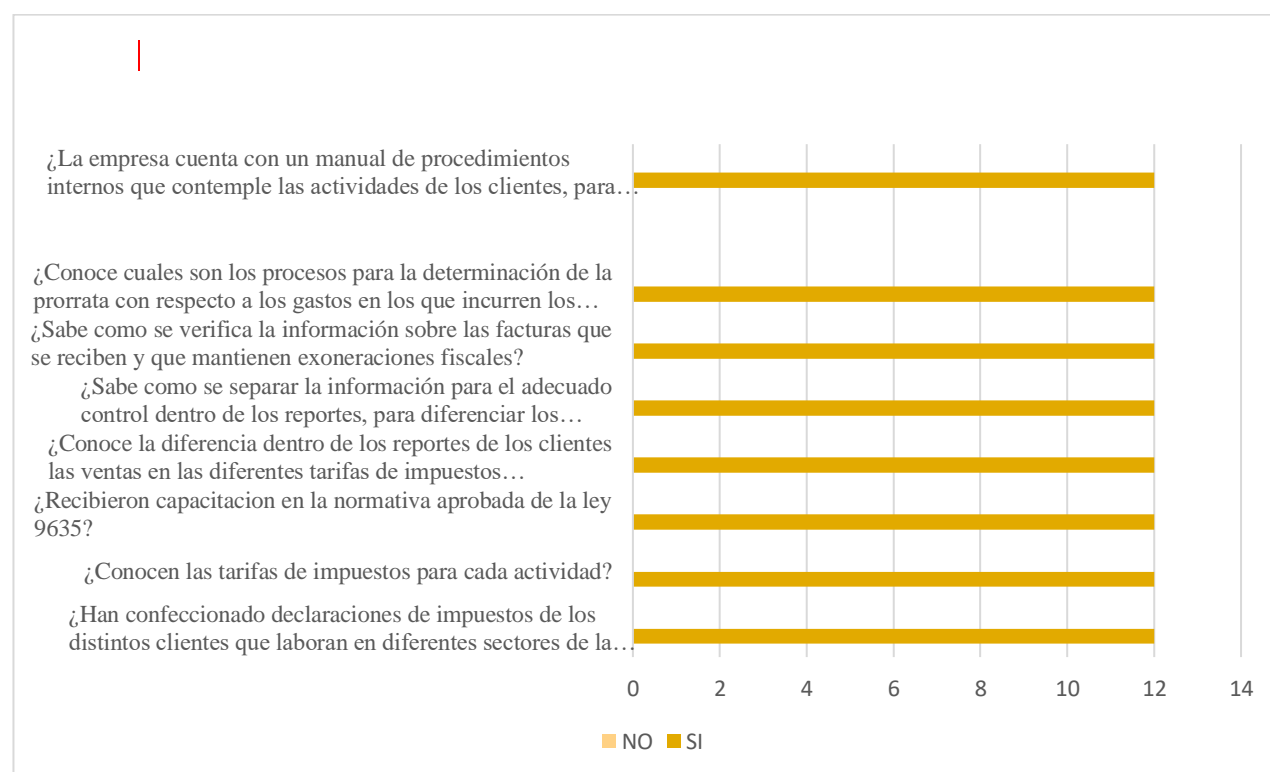 ¿La empresa cuenta con un manual de procedimientos
internos que contemple las actividades de los clientes, para…
¿Conoce cuales son los procesos para la determinación de la
prorrata con respecto a los gastos en los que incurren los…
¿Sabe como se verifica la información sobre las facturas que
se reciben y que mantienen exoneraciones fiscales?
¿Sabe como se separar la información para el adecuado
control dentro de los reportes, para diferenciar los…
¿Conoce la diferencia dentro de los reportes de los clientes
las ventas en las diferentes tarifas de impuestos…
¿Recibieron capacitacion en la normativa aprobada de la ley
9635?
¿Conocen las tarifas de impuestos para cada actividad?
¿Han confeccionado declaraciones de impuestos de los
distintos clientes que laboran en diferentes sectores de la…
0 2 4 6 8 10 12 14
NO SI